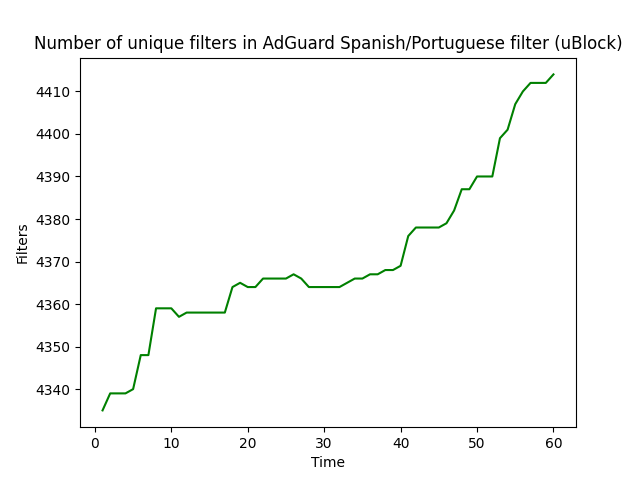 Number of unique filters in AdGuard Spanish/Portuguese filter (uBlock)
4410
4400
4390
4380
4370
4360
4350
4340
Filters
0 10 20 30 40 50 60
Time